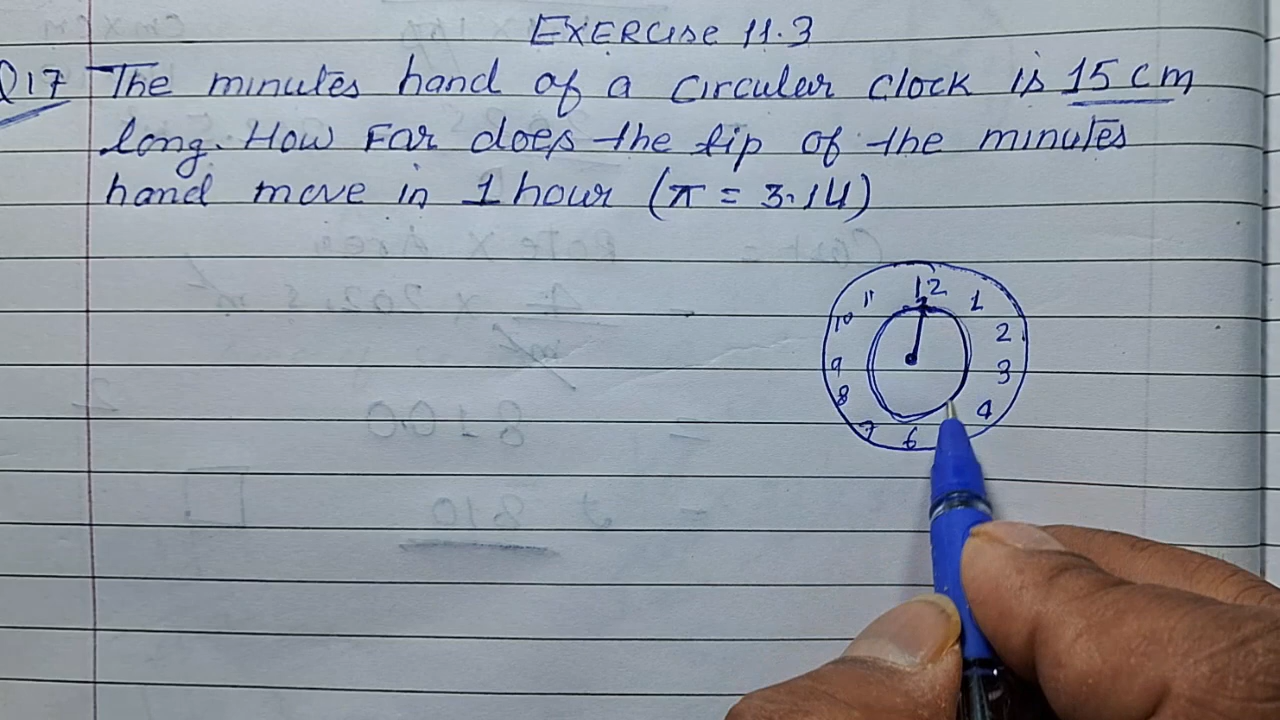 Exercise 11.3
Q17 The minutes hand of a circular clock is 15 cm
long. How Far does the tip of the minutes
hand move in 1 hour (π = 3.14)
12
11 1
10 2
9 3
8 4
7 6